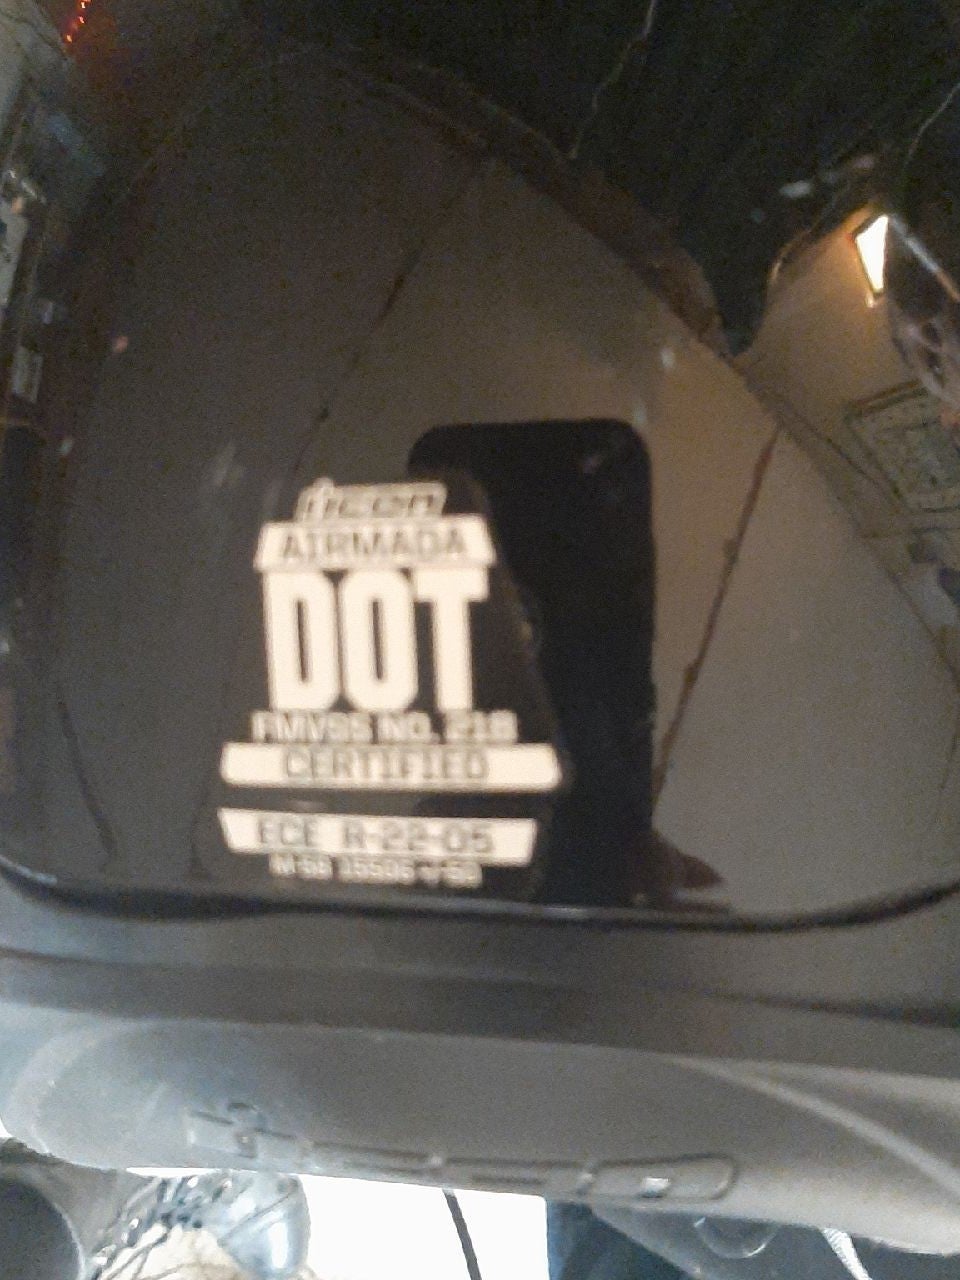 icon
AIRMADA
DOT
FMVSS NO. 218
CERTIFIED
ECE R-22-05